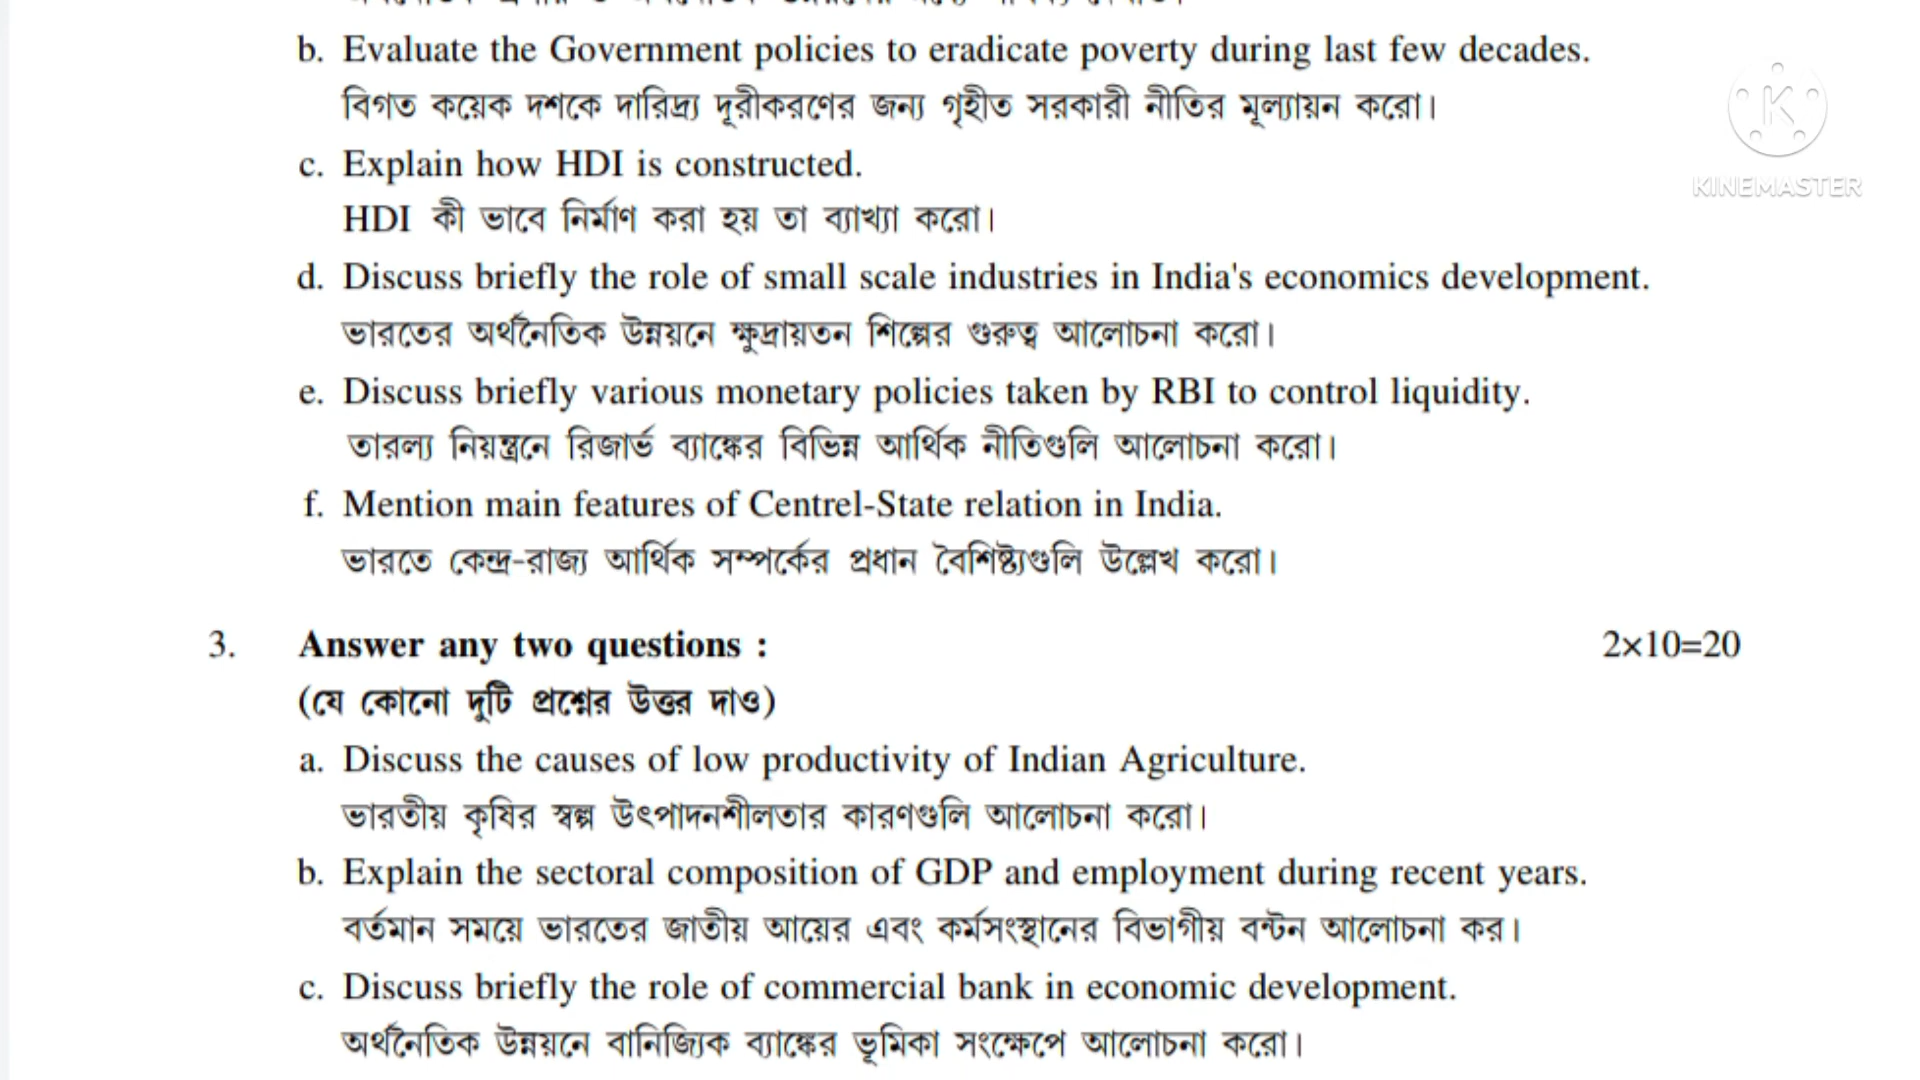 b. Evaluate the Government policies to eradicate poverty during last few decades.
বিগত কয়েক দশকে দারিদ্র্য দূরীকরণের জন্য গৃহীত সরকারী নীতির মূল্যায়ন করো।
c. Explain how HDI is constructed.
HDI কী ভাবে নির্মাণ করা হয় তা ব্যাখ্যা করো।
d. Discuss briefly the role of small scale industries in India's economics development.
ভারতের অর্থনৈতিক উন্নয়নে ক্ষুদ্রায়তন শিল্পের গুরুত্ব আলোচনা করো।
e. Discuss briefly various monetary policies taken by RBI to control liquidity.
তারল্য নিয়ন্ত্রনে রিজার্ভ ব্যাঙ্কের বিভিন্ন আর্থিক নীতিগুলি আলোচনা করো।
f. Mention main features of Centrel-State relation in India.
ভারতে কেন্দ্র-রাজ্য আর্থিক সম্পর্কের প্রধান বৈশিষ্ট্যগুলি উল্লেখ করো।
3. Answer any two questions : 2×10=20
(যে কোনো দুটি প্রশ্নের উত্তর দাও)
a. Discuss the causes of low productivity of Indian Agriculture.
ভারতীয় কৃষির স্বল্প উৎপাদনশীলতার কারণগুলি আলোচনা করো।
b. Explain the sectoral composition of GDP and employment during recent years.
বর্তমান সময়ে ভারতের জাতীয় আয়ের এবং কর্মসংস্থানের বিভাগীয় বন্টন আলোচনা কর।
c. Discuss briefly the role of commercial bank in economic development.
অর্থনৈতিক উন্নয়নে বানিজ্যিক ব্যাঙ্কের ভূমিকা সংক্ষেপে আলোচনা করো।
K
KINEMASTER